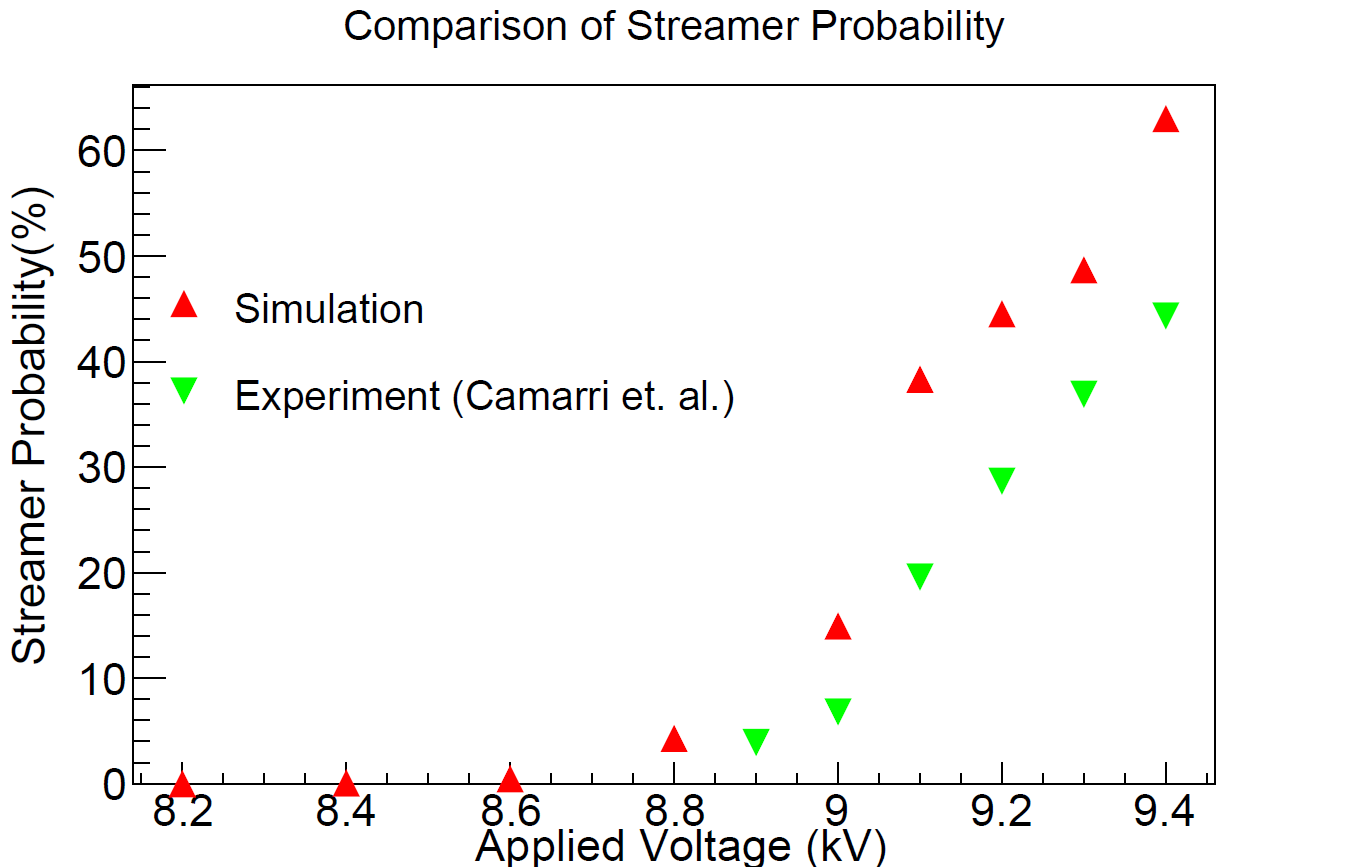 Comparison of Streamer Probability
Streamer Probability(%)
60
50
40
30
20
10
0
Simulation
Experiment (Camarri et. al.)
8.2 8.4 8.6 8.8 9 9.2 9.4
Applied Voltage (kV)